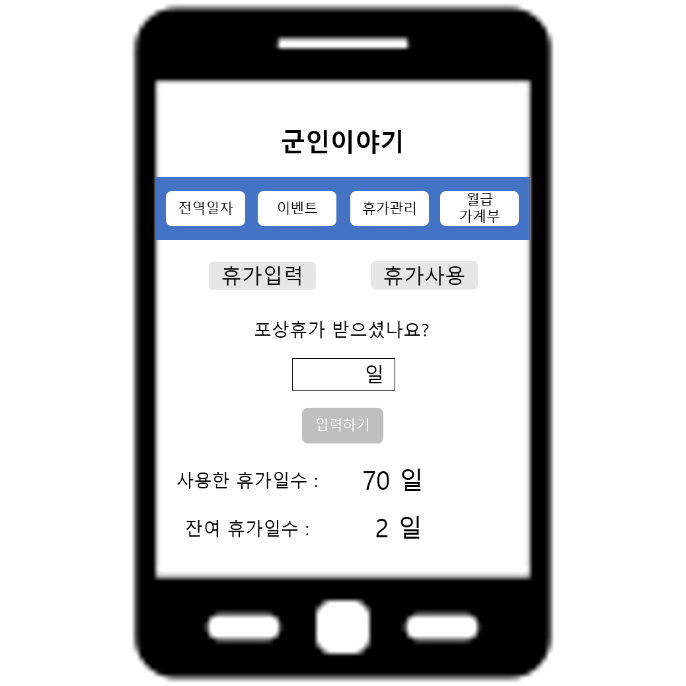 군인이야기
전역일자
이벤트
휴가관리
월급
가계부
휴가입력
휴가사용
포상휴가 받으셨나요?
일
입력하기
사용한 휴가일수 : 70 일
잔여 휴가일수 : 2 일